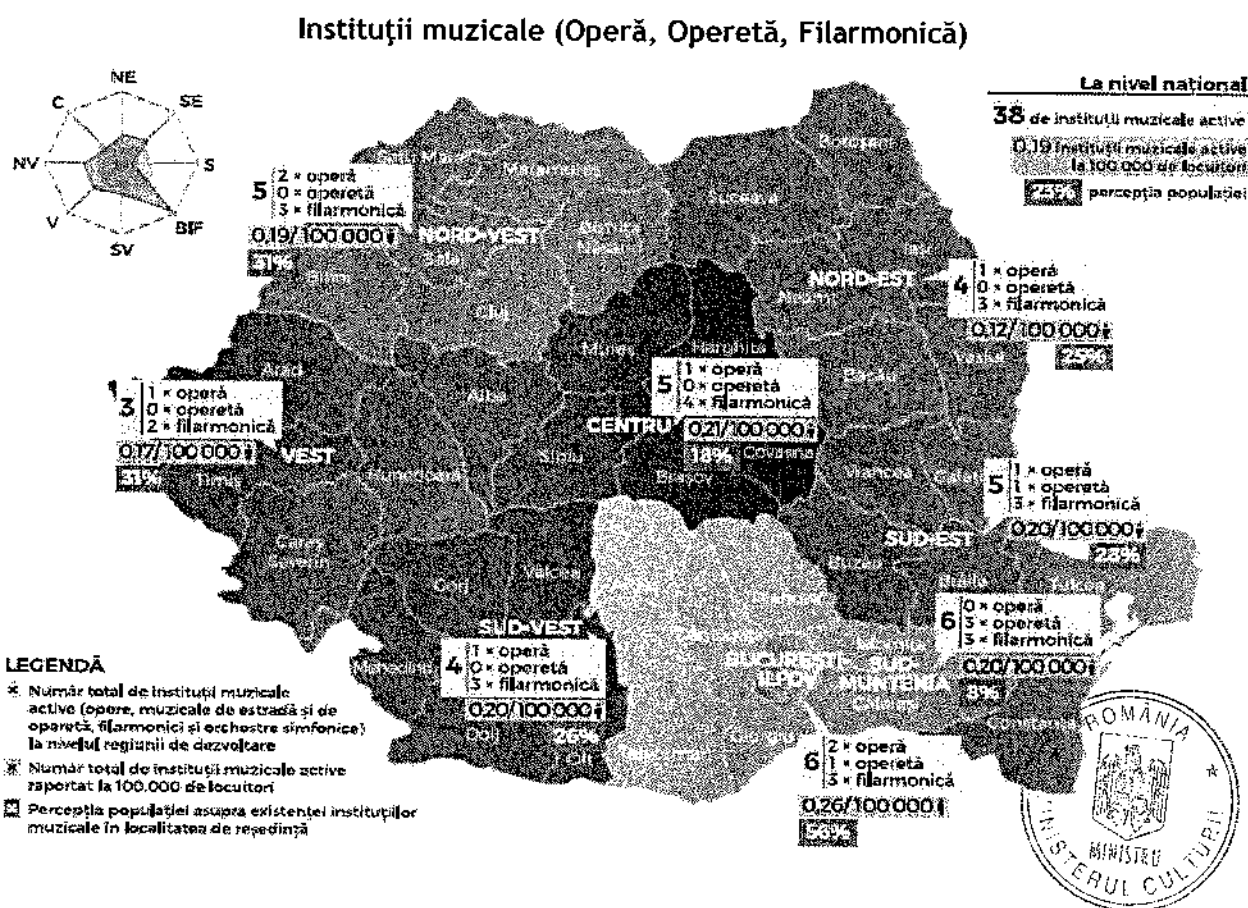 Instituții muzicale (Operă, Operetă, Filarmonică)
NE
SE
S
BIF
SV
V
NV
C
La nivel național
38 de instituții muzicale active
0,19 instituții muzicale active
la 100.000 de locuitori
23% percepția populației
5
2 × operă
0 × operetă
3 × filarmonică
0,19/100 000
31%
NORD-VEST
Maramureș
Cluj
Suceava
Botoșani
Iași
NORD-EST
4
1 × operă
0 × operetă
3 × filarmonică
0,12/100 000
25%
Vaslui
Bacău
Mureș
Harghita
5
1 × operă
0 × operetă
4 × filarmonică
0,21/100 000
18%
CENTRU
Covasna
Brașov
Sibiu
Alba
Arad
3
1 × operă
0 × operetă
2 × filarmonică
0,17/100 000
31%
VEST
Timiș
Hunedoara
Caraș
Severin
Vrancea
Galați
5
1 × operă
1 × operetă
3 × filarmonică
0,20/100 000
SUD-EST
Buzău
Brăila
Tulcea
6
0 × operă
3 × operetă
3 × filarmonică
0,20/100 000
8%
SUD-
MUNTENIA
Călărași
Constanța
BUCUREȘTI-
ILFOV
6
2 × operă
1 × operetă
3 × filarmonică
0,26/100 000
Gorj
Vâlcea
SUD-VEST
Mehedinți
4
1 × operă
0 × operetă
3 × filarmonică
0,20/100 000
26%
Dolj
Olt
LEGENDĂ
Număr total de instituții muzicale
active (opere, muzicale de estradă și de
operetă, filarmonici și orchestre simfonice)
la nivelul regiunii de dezvoltare
Număr total de instituții muzicale active
raportat la 100.000 de locuitori
Percepția populației asupra existenței instituțiilor
muzicale în localitatea de reședință
ROMÂNIA
MINISTRU
MINISTERUL CULTURII